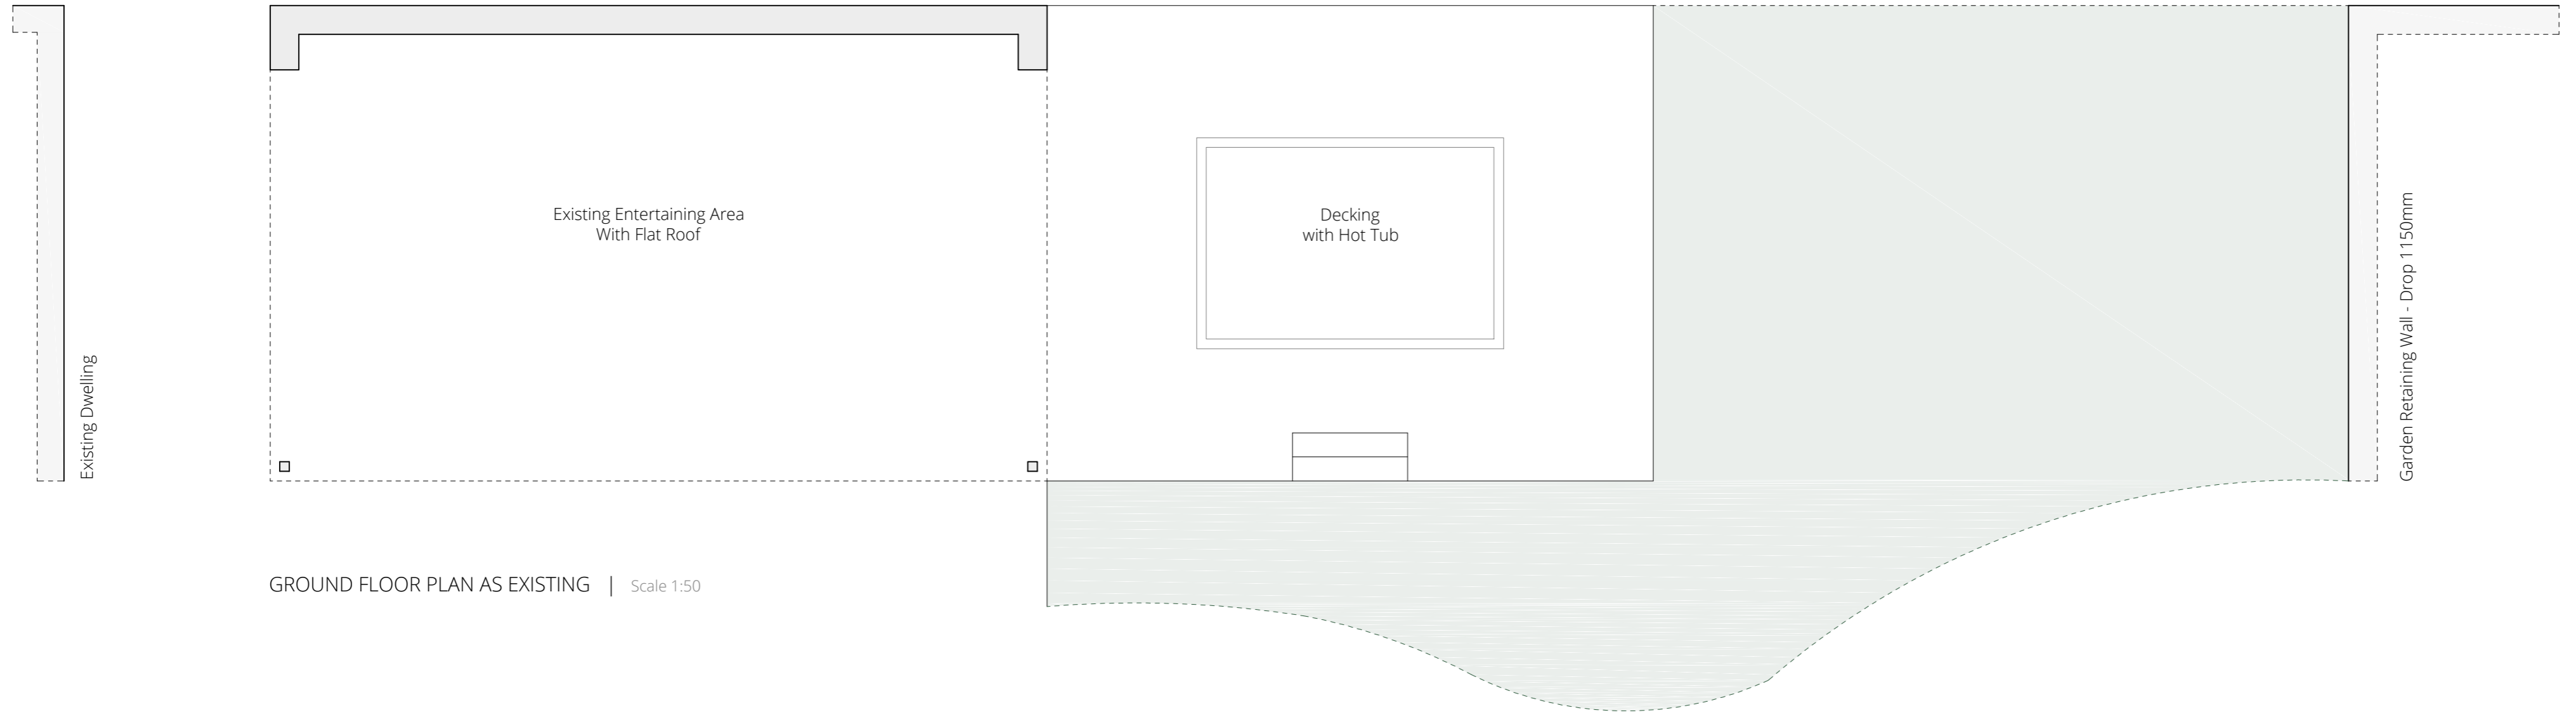 Existing Dwelling
Existing Entertaining Area
With Flat Roof
Decking
with Hot Tub
Garden Retaining Wall - Drop 1150mm
GROUND FLOOR PLAN AS EXISTING | Scale 1:50